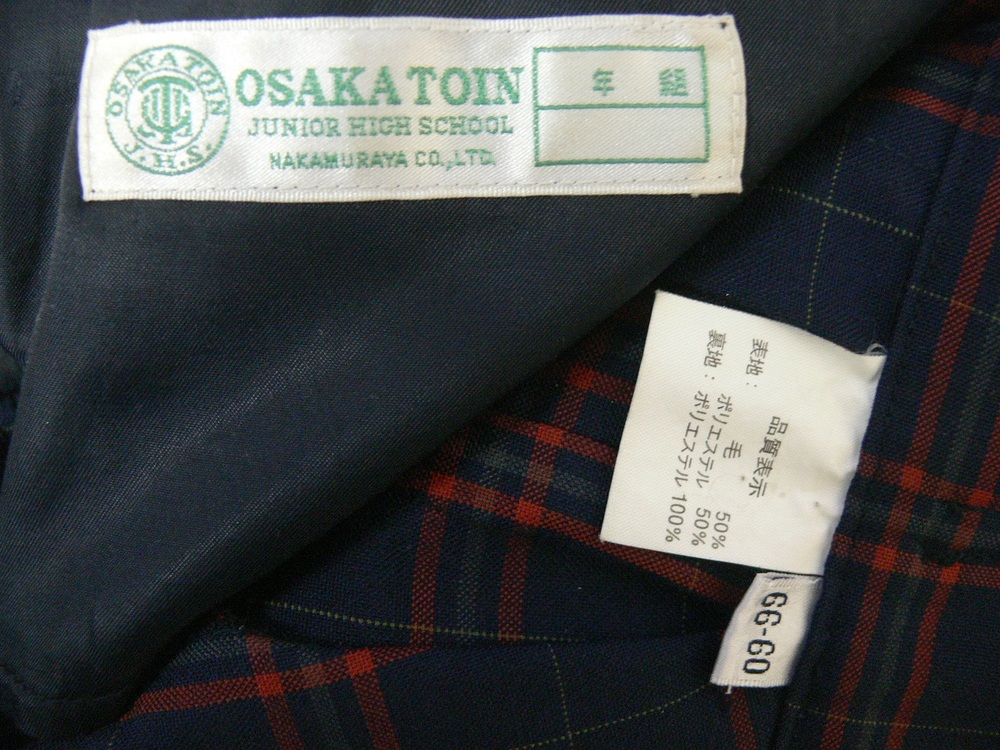 OSAKA TOIN
J.H.S.
OSAKA TOIN
JUNIOR HIGH SCHOOL
NAKAMURAYA CO.,LTD.
年 組
品質表示
表地： 毛 50%
ポリエステル 50%
裏地： ポリエステル 100%
66-60